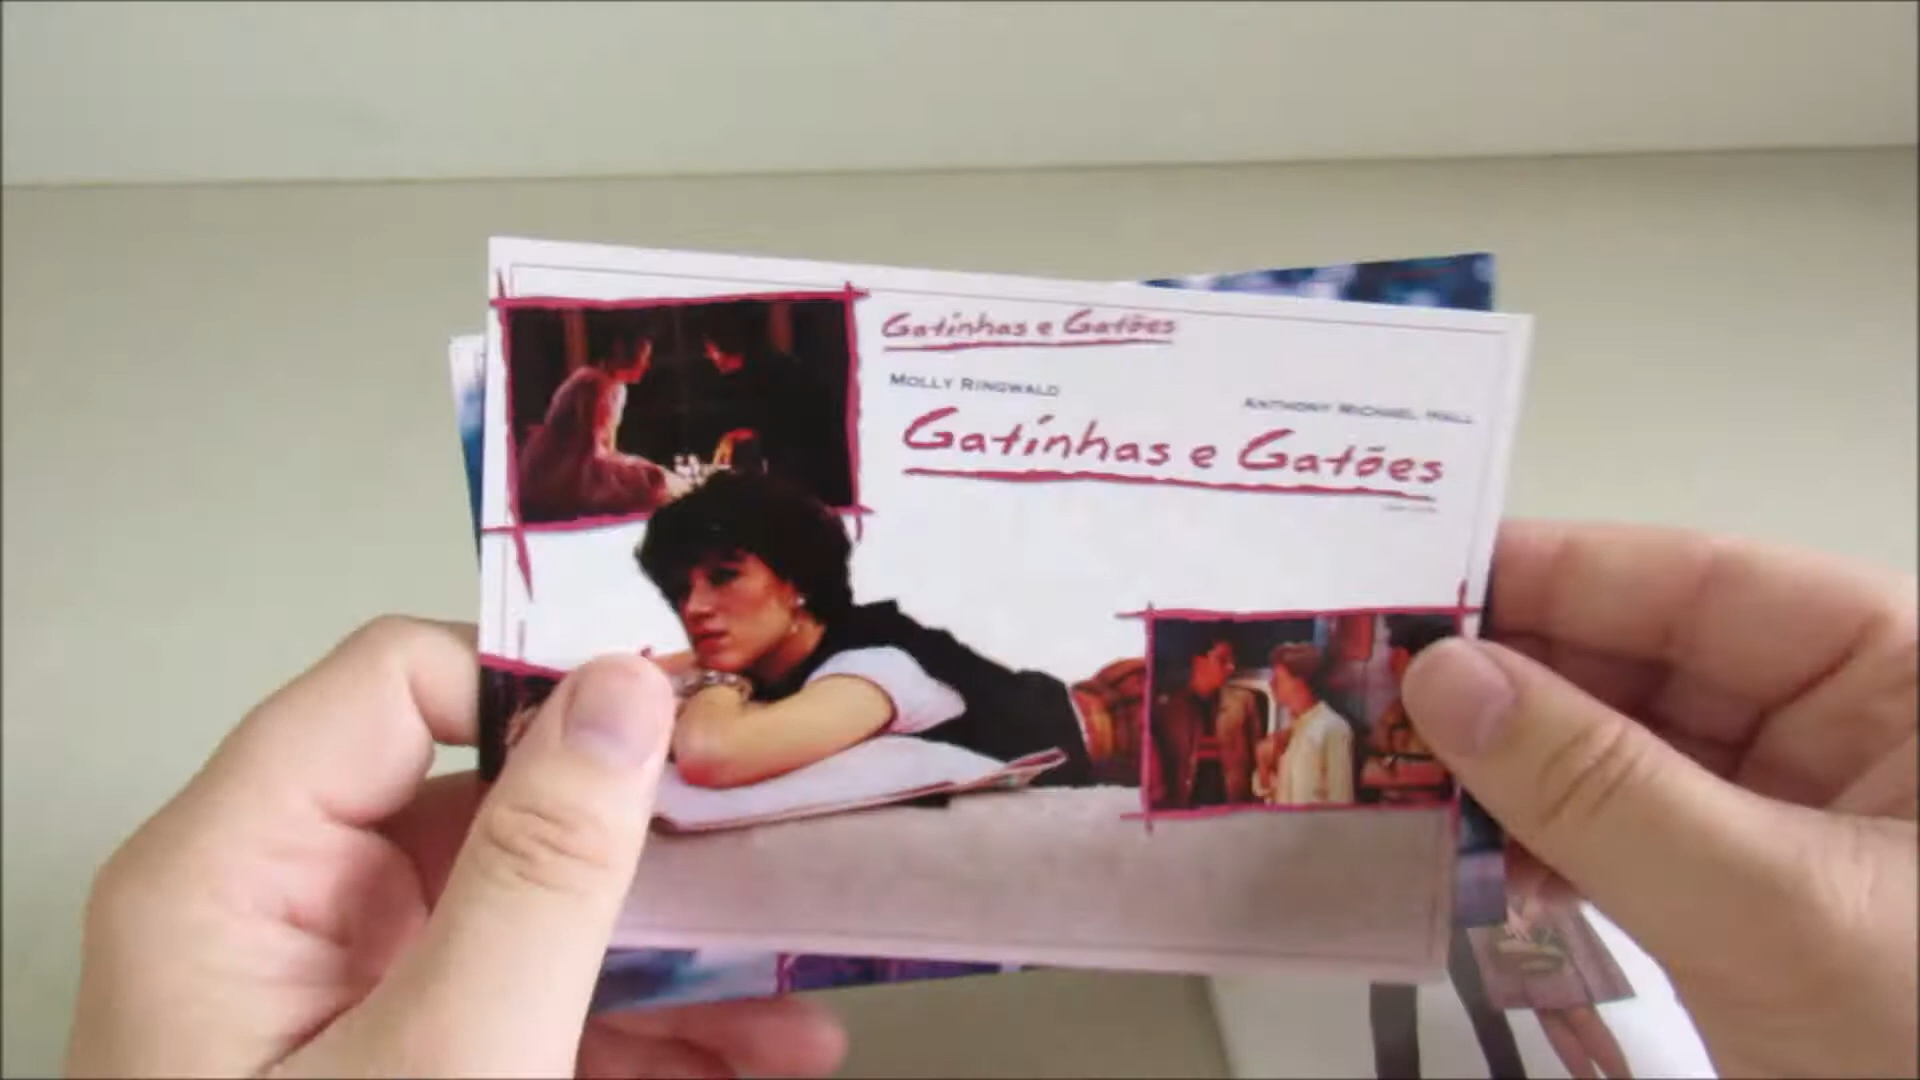 Gatinhas e Gatões
MOLLY RINGWALD
ANTHONY MICHAEL HALL
Gatinhas e Gatões